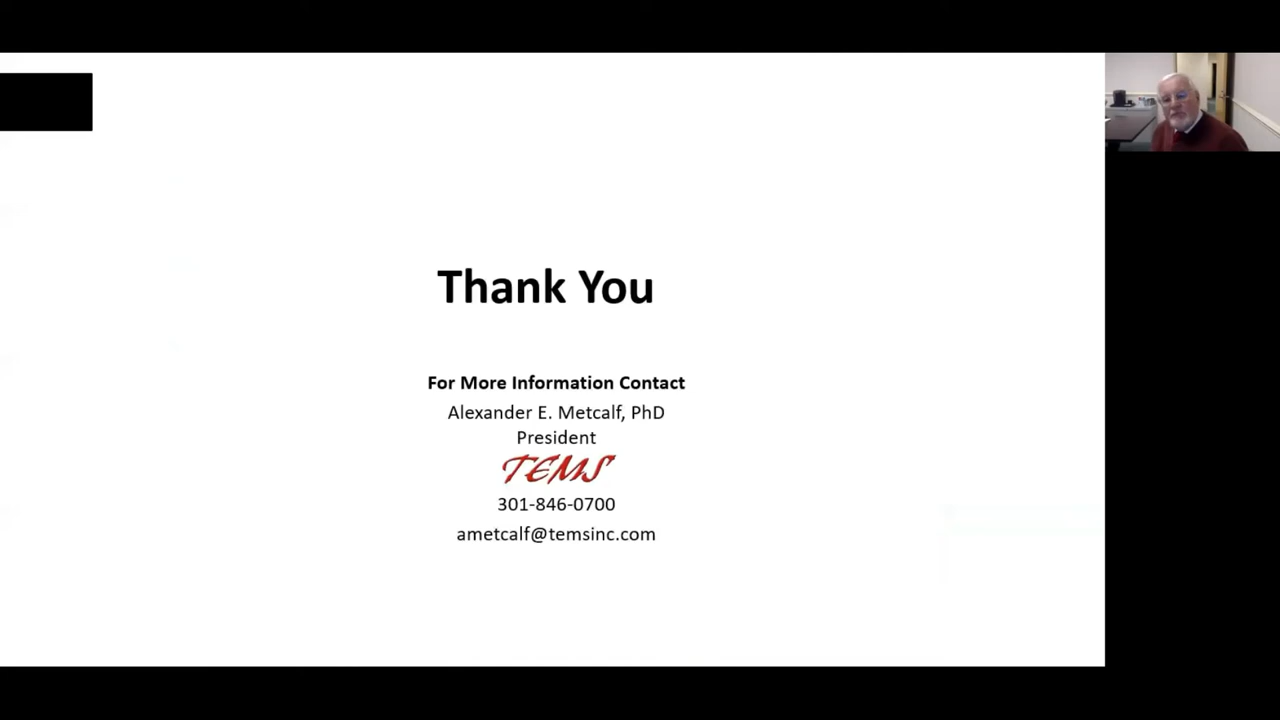 Thank You
For More Information Contact
Alexander E. Metcalf, PhD
President
TEMS
301-846-0700
ametcalf@temsinc.com